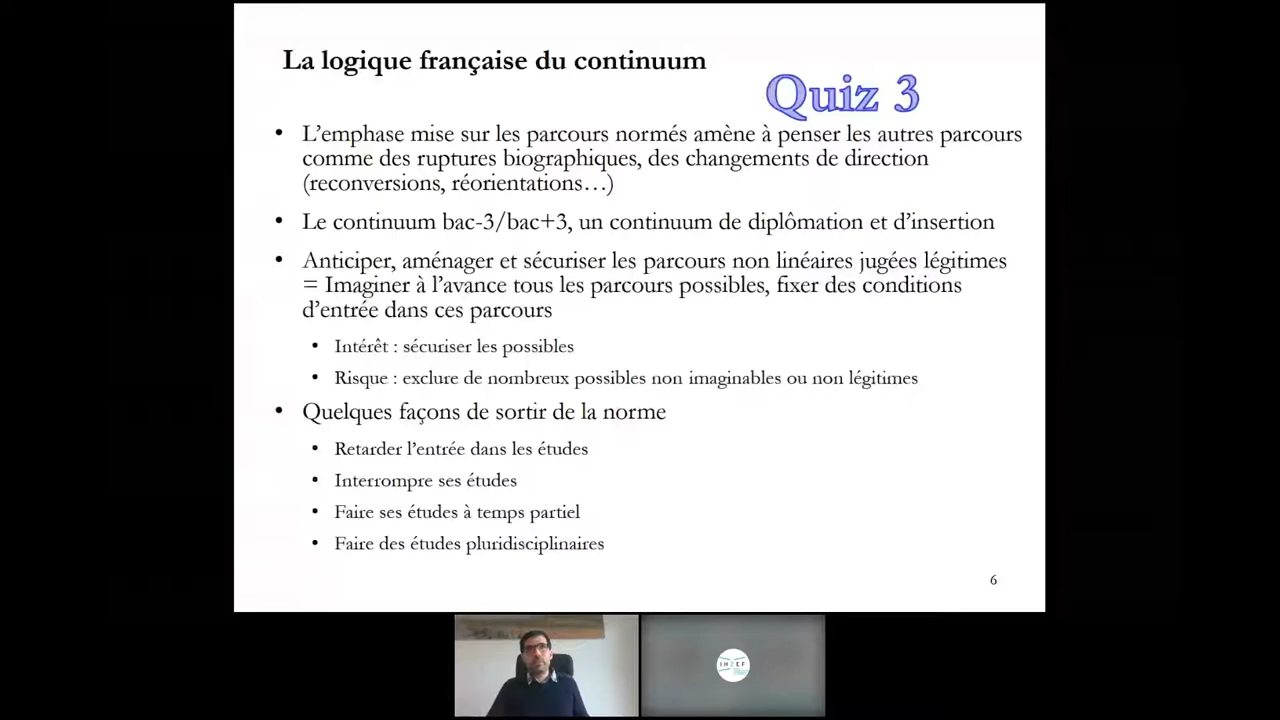 La logique française du continuum
Quiz 3
• L’emphase mise sur les parcours normés amène à penser les autres parcours
comme des ruptures biographiques, des changements de direction
(reconversions, réorientations…)
• Le continuum bac-3/bac+3, un continuum de diplômation et d’insertion
• Anticiper, aménager et sécuriser les parcours non linéaires jugées légitimes
= Imaginer à l’avance tous les parcours possibles, fixer des conditions
d’entrée dans ces parcours
• Intérêt : sécuriser les possibles
• Risque : exclure de nombreux possibles non imaginables ou non légitimes
• Quelques façons de sortir de la norme
• Retarder l’entrée dans les études
• Interrompre ses études
• Faire ses études à temps partiel
• Faire des études pluridisciplinaires
6
IH2EF